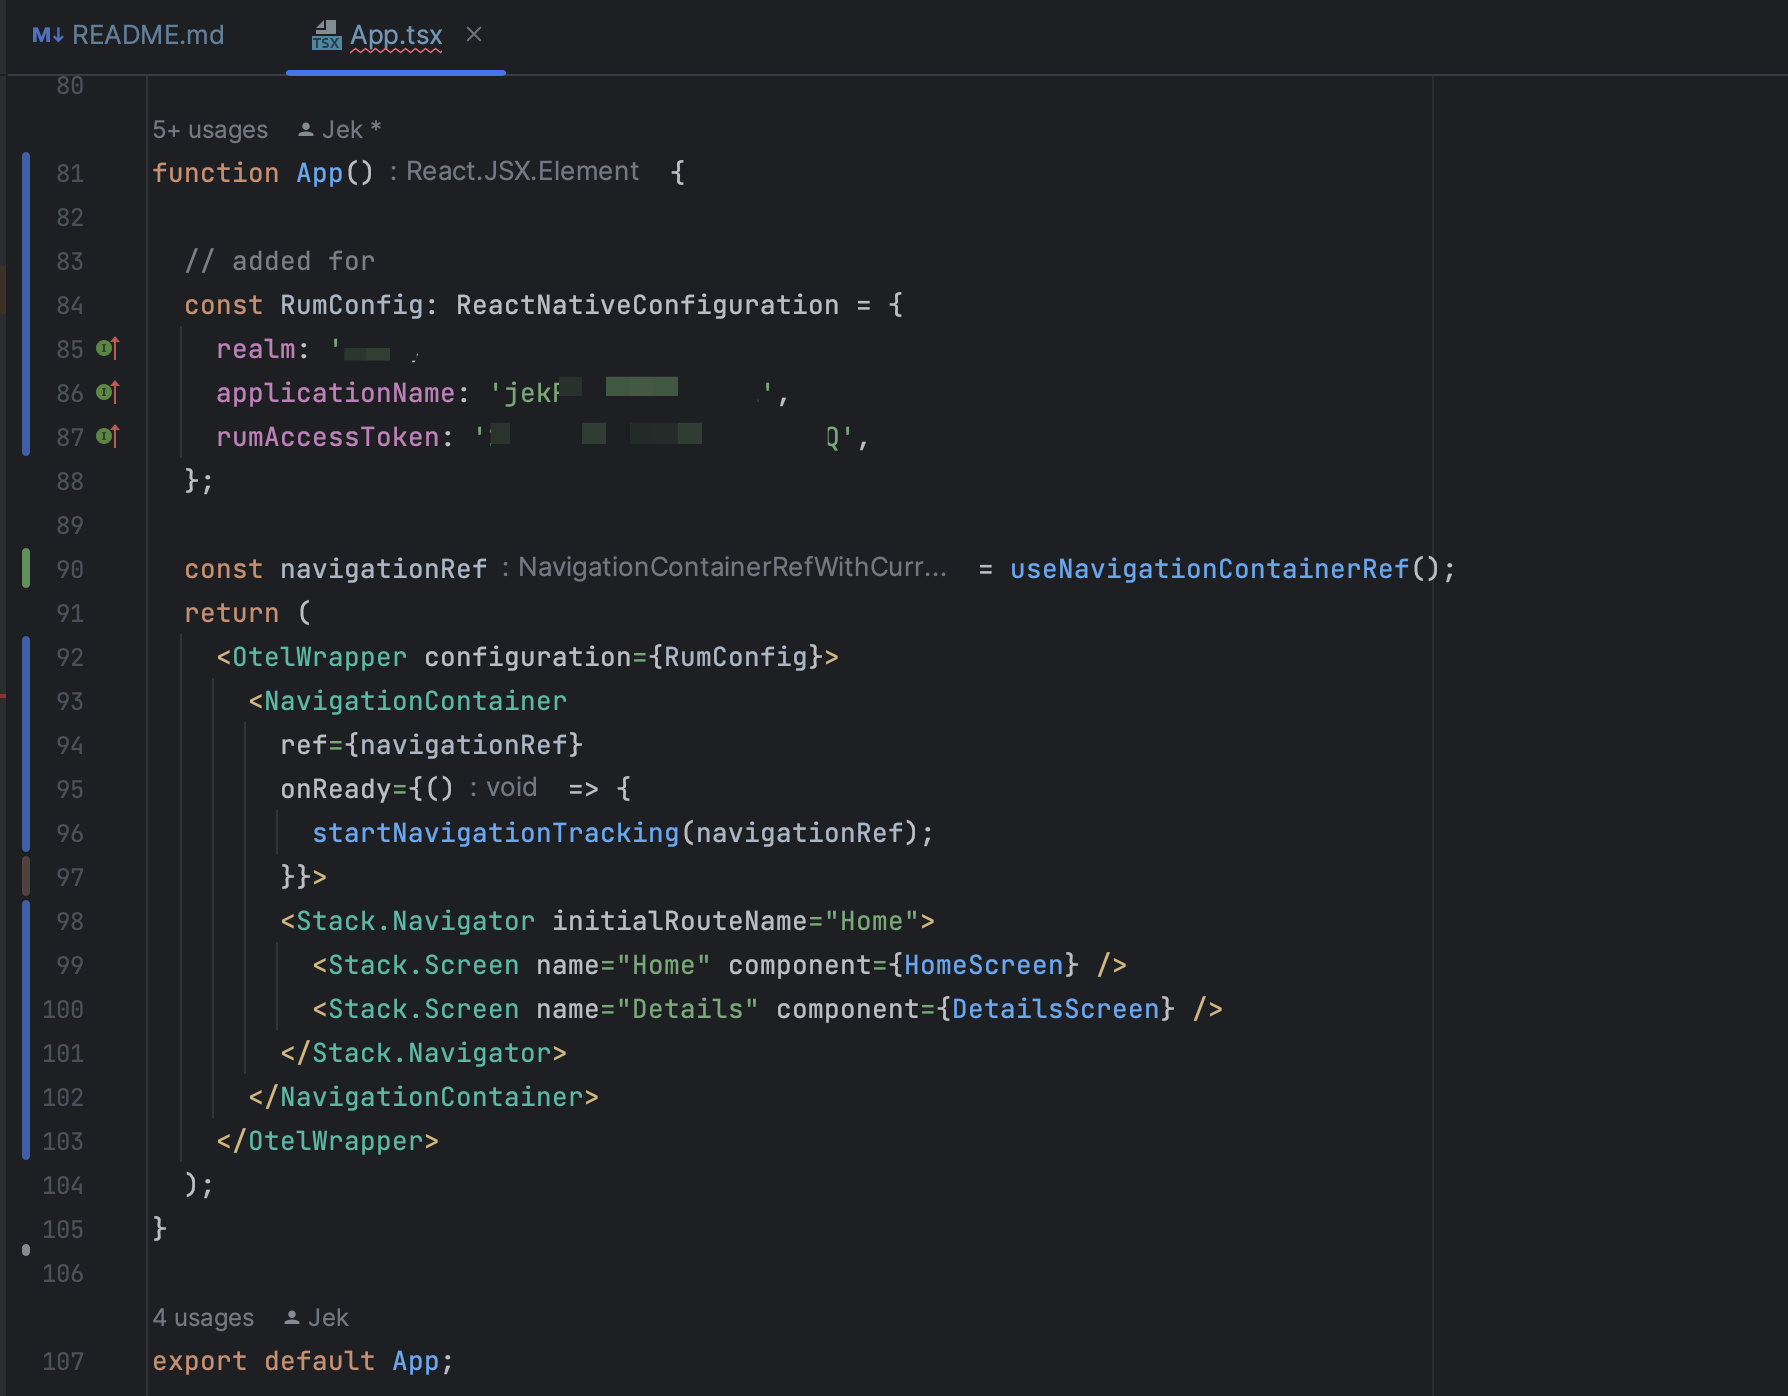 M↓ README.md
TSX App.tsx ×
80
5+ usages Jek *
81 function App() : React.JSX.Element {
82
83 // added for
84 const RumConfig: ReactNativeConfiguration = {
85 realm: '
86 applicationName: ' ',
87 rumAccessToken: ' Q',
88 };
89
90 const navigationRef : NavigationContainerRefWithCurr... = useNavigationContainerRef();
91 return (
92 <OtelWrapper configuration={RumConfig}>
93 <NavigationContainer
94 ref={navigationRef}
95 onReady={() : void => {
96 startNavigationTracking(navigationRef);
97 }}>
98 <Stack.Navigator initialRouteName="Home">
99 <Stack.Screen name="Home" component={HomeScreen} />
100 <Stack.Screen name="Details" component={DetailsScreen} />
101 </Stack.Navigator>
102 </NavigationContainer>
103 </OtelWrapper>
104 );
105 }
106
4 usages Jek
107 export default App;